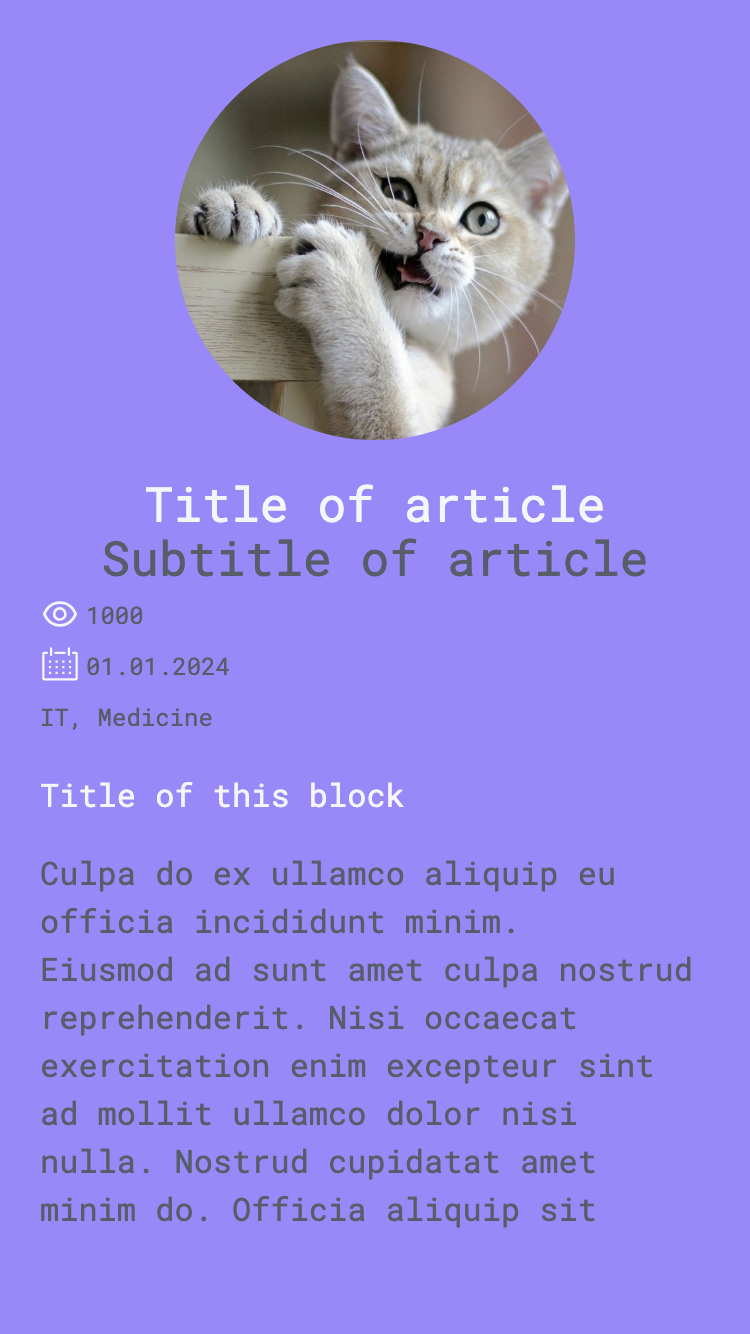 Title of article
Subtitle of article
1000
01.01.2024
IT, Medicine
Title of this block
Culpa do ex ullamco aliquip eu
officia incididunt minim.
Eiusmod ad sunt amet culpa nostrud
reprehenderit. Nisi occaecat
exercitation enim excepteur sint
ad mollit ullamco dolor nisi
nulla. Nostrud cupidatat amet
minim do. Officia aliquip sit